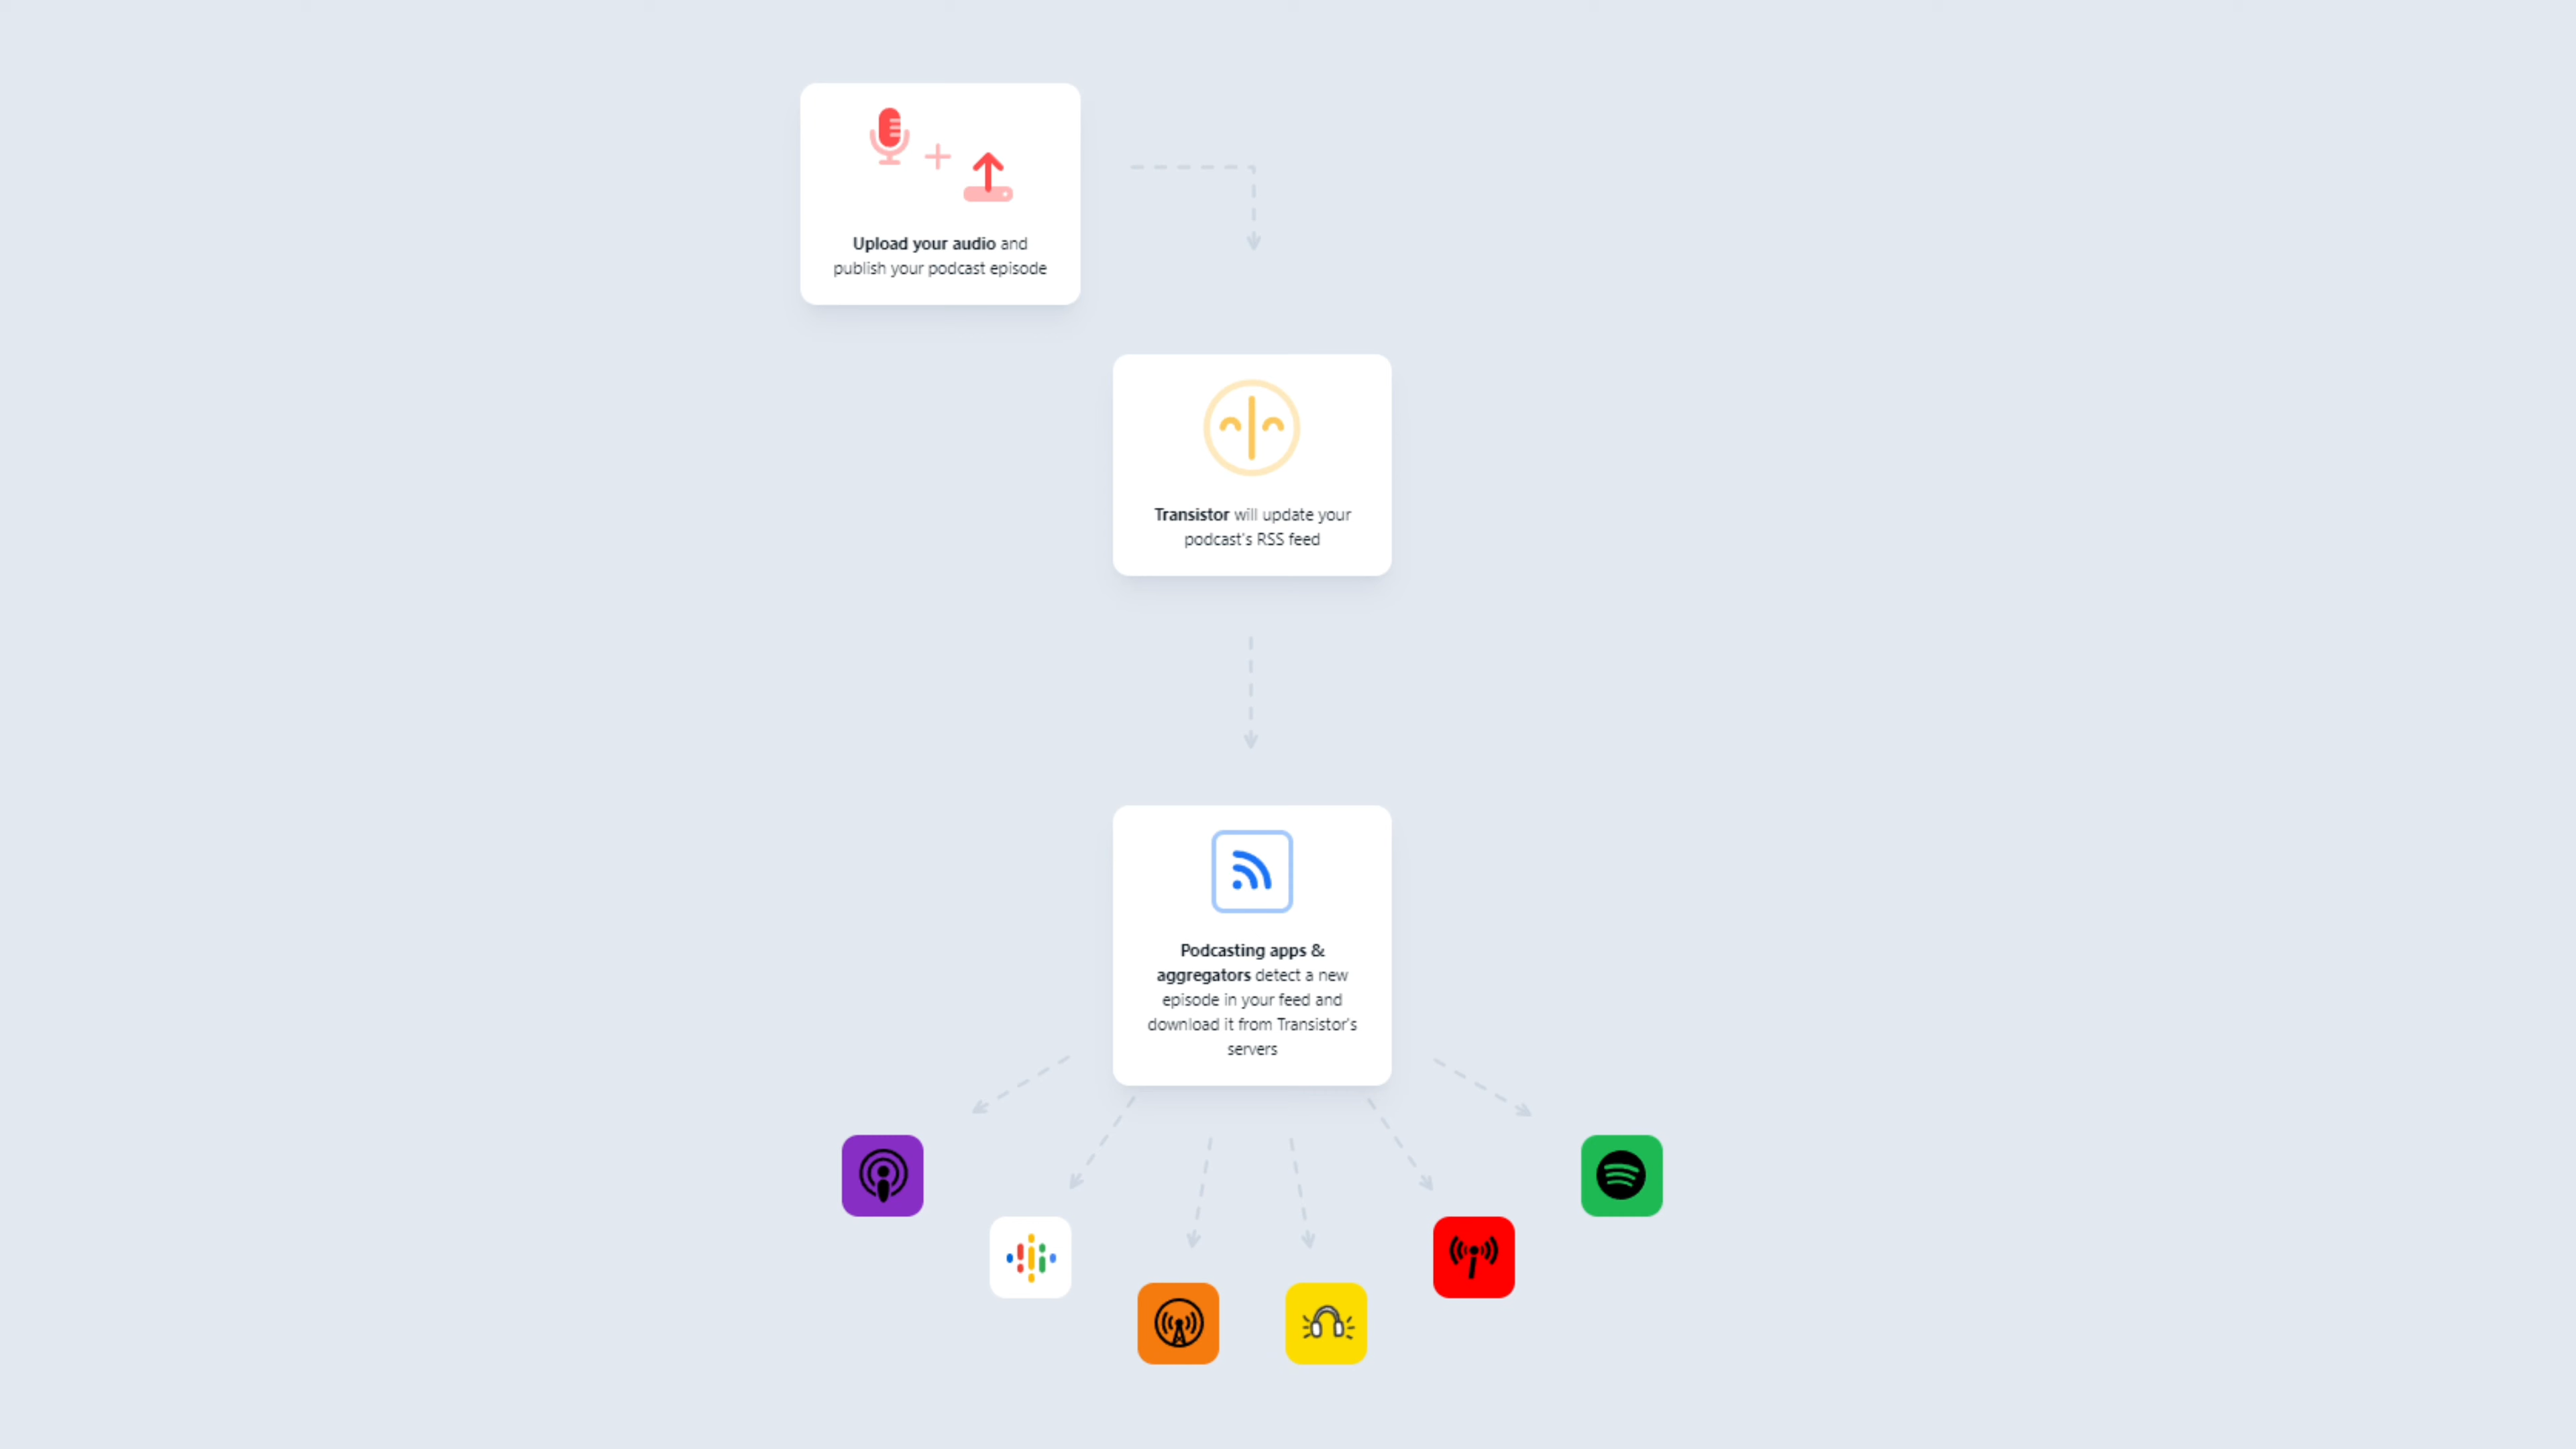 Upload your audio and
publish your podcast episode
Transistor will update your
podcast's RSS feed
Podcasting apps &
aggregators detect a new
episode in your feed and
download it from Transistor's
servers